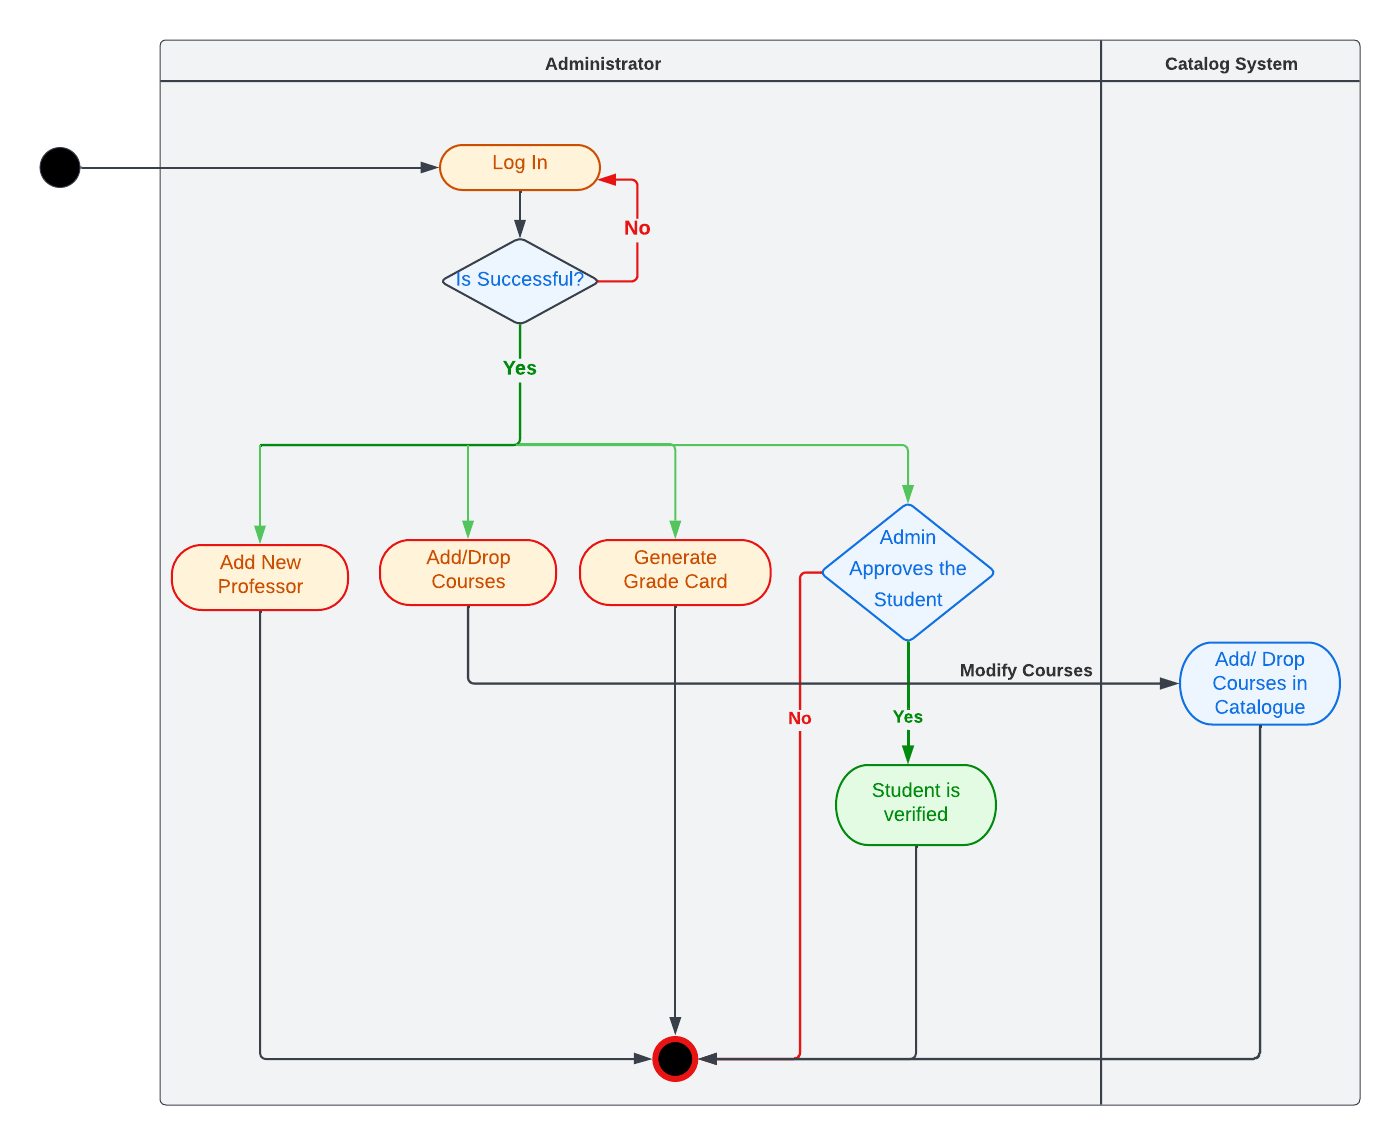 Administrator
Catalog System
Log In
No
Is Successful?
Yes
Add New
Professor
Add/Drop
Courses
Generate
Grade Card
Admin
Approves the
Student
Modify Courses
Add/ Drop
Courses in
Catalogue
No
Yes
Student is
verified